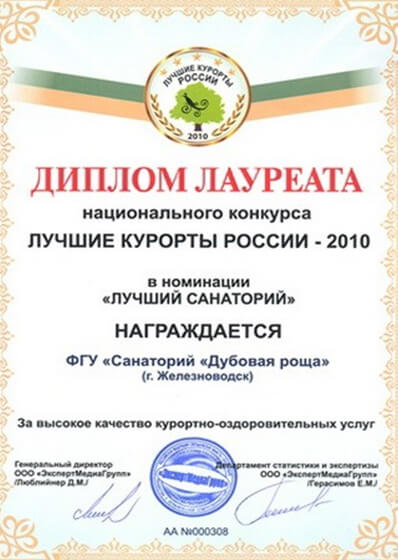 ЛУЧШИЕ КУРОРТЫ
РОССИИ
2010
ДИПЛОМ ЛАУРЕАТА
национального конкурса
ЛУЧШИЕ КУРОРТЫ РОССИИ - 2010
в номинации
«ЛУЧШИЙ САНАТОРИЙ»
НАГРАЖДАЕТСЯ
ФГУ «Санаторий «Дубовая роща»
(г. Железноводск)
За высокое качество курортно-оздоровительных услуг
Генеральный директор
ООО «ЭкспертМедиаГрупп»
/Люблийнер Д.М./
"ЭкспертМедиаГрупп"
Департамент статистики и экспертизы
ООО «ЭкспертМедиаГрупп»
/Герасимов Е.М./
АА №000308